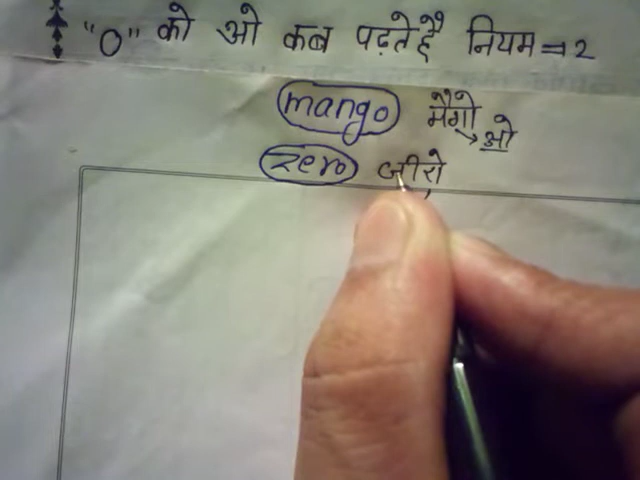 "O" को ओ कब पढ़ते है नियम = 2
mango मैंगो → ओ
zero जीरो